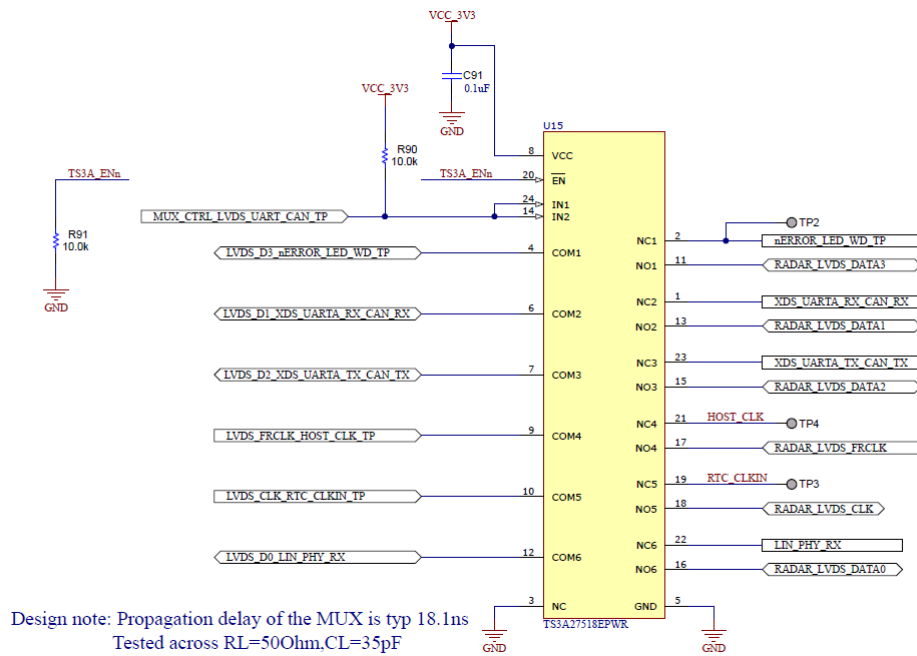 VCC_3V3
C91
0.1uF
GND
VCC_3V3
R90
10.0k
TS3A_ENn
R91
10.0k
GND
TS3A_ENn
MUX_CTRL_LVDS_UART_CAN_TP
LVDS_D3_nERROR_LED_WD_TP
LVDS_D1_XDS_UARTA_RX_CAN_RX
LVDS_D2_XDS_UARTA_TX_CAN_TX
LVDS_FRCLK_HOST_CLK_TP
LVDS_CLK_RTC_CLKIN_TP
LVDS_D0_LIN_PHY_RX
U15
8 VCC
20 EN
24 IN1
14 IN2
4 COM1
6 COM2
7 COM3
9 COM4
10 COM5
12 COM6
3 NC
GND
NC1 2 nERROR_LED_WD_TP
TP2
NO1 11 RADAR_LVDS_DATA3
NC2 1 XDS_UARTA_RX_CAN_RX
NO2 13 RADAR_LVDS_DATA1
NC3 23 XDS_UARTA_TX_CAN_TX
NO3 15 RADAR_LVDS_DATA2
NC4 21 HOST_CLK TP4
NO4 17 RADAR_LVDS_FRCLK
NC5 19 RTC_CLKIN TP3
NO5 18 RADAR_LVDS_CLK
NC6 22 LIN_PHY_RX
NO6 16 RADAR_LVDS_DATA0
GND 5
GND
TS3A27518EPWR
Design note: Propagation delay of the MUX is typ 18.1ns
Tested across RL=50Ohm,CL=35pF